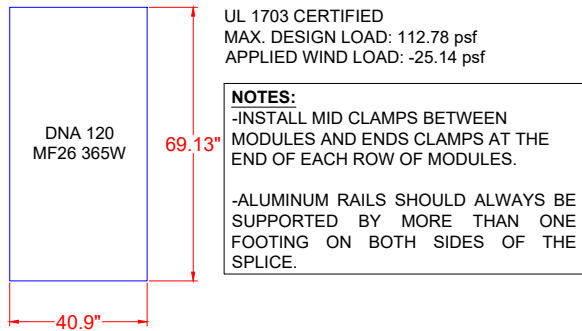 UL 1703 CERTIFIED
MAX. DESIGN LOAD: 112.78 psf
APPLIED WIND LOAD: -25.14 psf
DNA 120
MF26 365W
69.13"
40.9"
NOTES:
-INSTALL MID CLAMPS BETWEEN
MODULES AND ENDS CLAMPS AT THE
END OF EACH ROW OF MODULES.
-ALUMINUM RAILS SHOULD ALWAYS BE
SUPPORTED BY MORE THAN ONE
FOOTING ON BOTH SIDES OF THE
SPLICE.